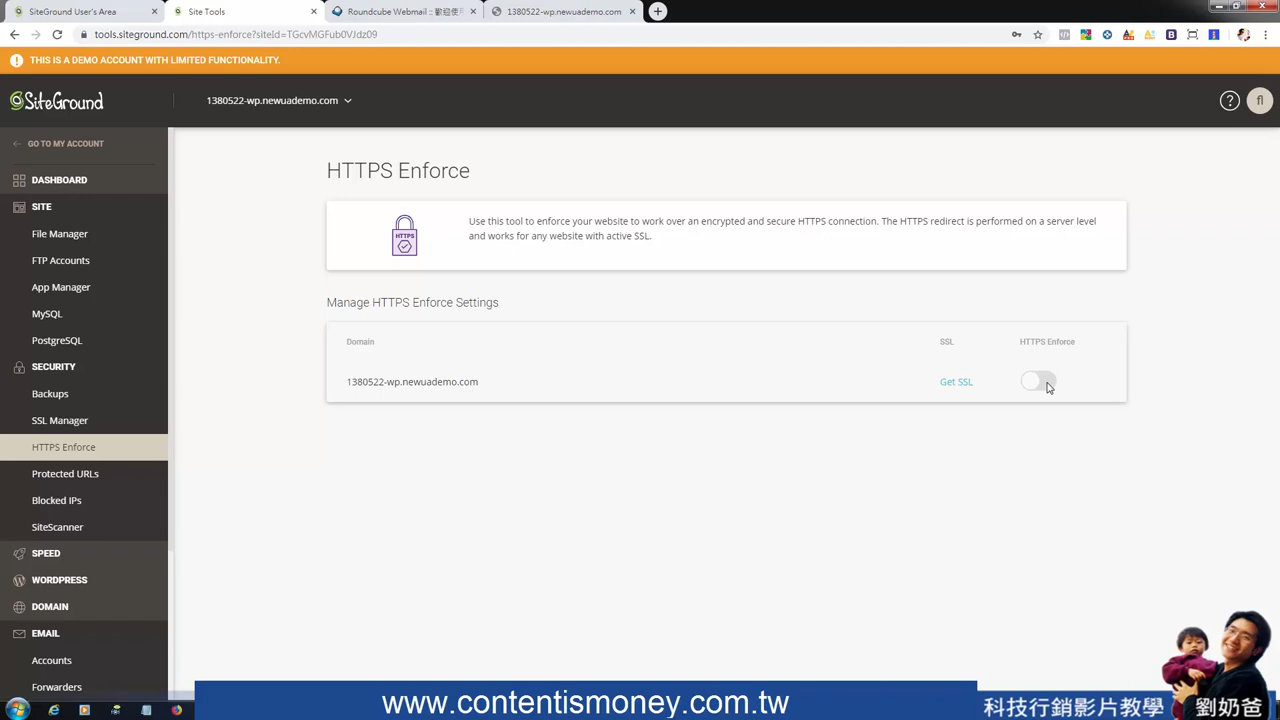 SiteGround User's Area
Site Tools
Roundcube Webmail :: 歡迎使
1380522-wp.newuademo.com
tools.siteground.com/https-enforce?siteId=TGcvMGFub0VJdz09
THIS IS A DEMO ACCOUNT WITH LIMITED FUNCTIONALITY.
SiteGround
1380522-wp.newuademo.com
fl
GO TO MY ACCOUNT
DASHBOARD
SITE
File Manager
FTP Accounts
App Manager
MySQL
PostgreSQL
SECURITY
Backups
SSL Manager
HTTPS Enforce
Protected URLs
Blocked IPs
SiteScanner
SPEED
WORDPRESS
DOMAIN
EMAIL
Accounts
Forwarders
HTTPS Enforce
HTTPS
Use this tool to enforce your website to work over an encrypted and secure HTTPS connection. The HTTPS redirect is performed on a server level
and works for any website with active SSL.
Manage HTTPS Enforce Settings
Domain SSL HTTPS Enforce
1380522-wp.newuademo.com Get SSL
www.contentismoney.com.tw
科技行銷影片教學 劉奶爸